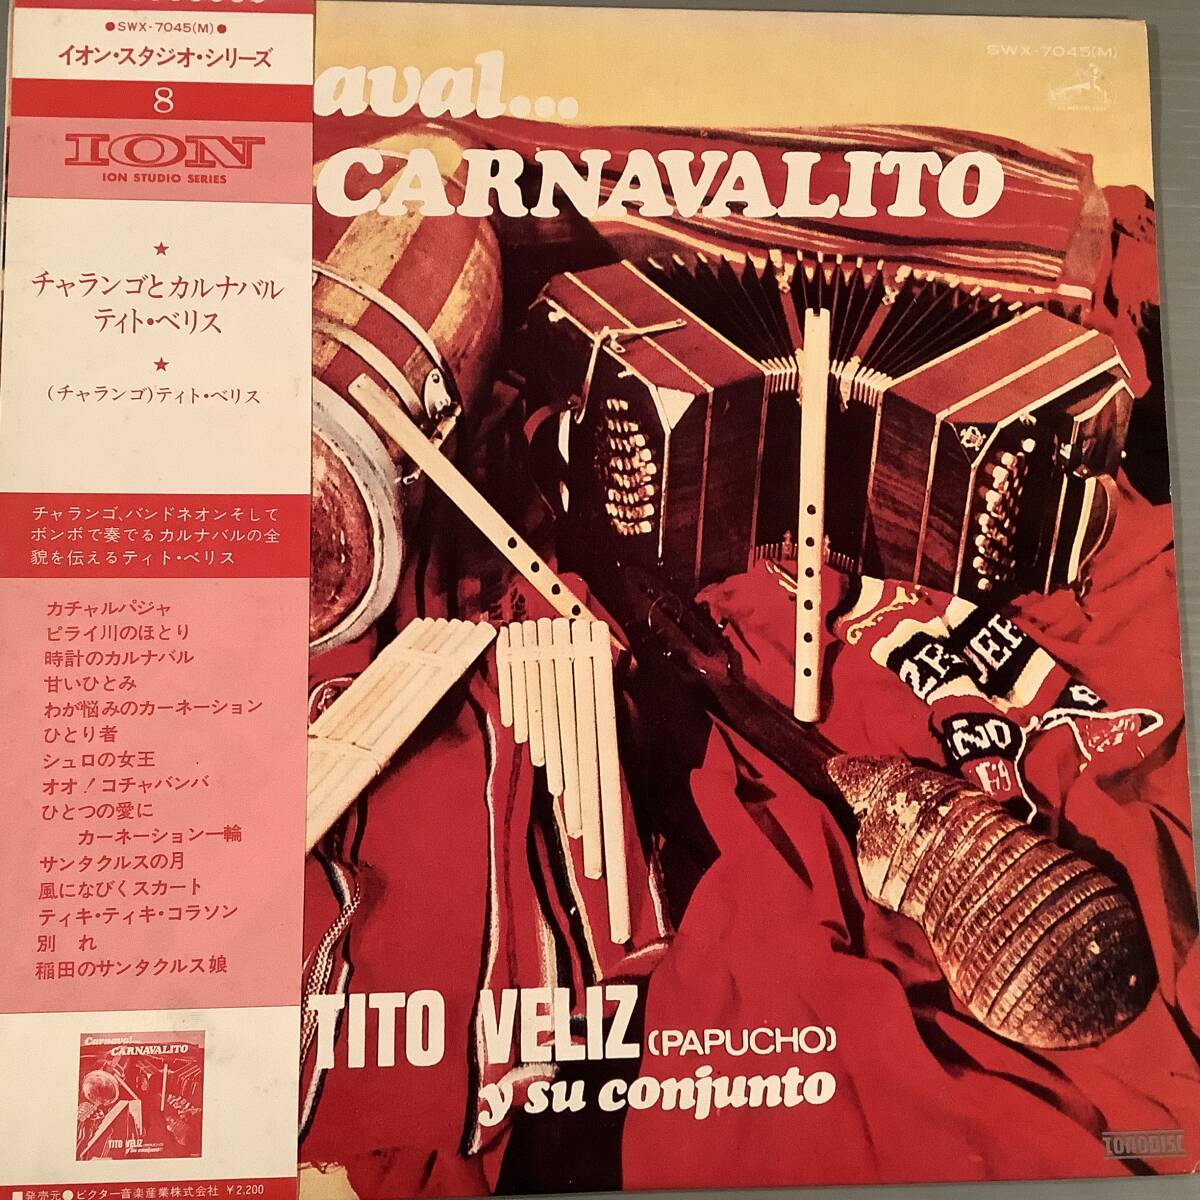 ●SWX-7045(M)●
イオン・スタジオ・シリーズ
8
ION
ION STUDIO SERIES
★
チャランゴとカルナバル
ティト・ベリス
★
(チャランゴ)ティト・ベリス
チャランゴ、バンドネオンそして
ボンボで奏でるカルナバルの全
貌を伝えるティト・ベリス
カチャルパジャ
ピライ川のほとり
時計のカルナバル
甘いひとみ
わが悩みのカーネーション
ひとり者
シュロの女王
オオ!コチャバンバ
ひとつの愛に
カーネーション一輪
サンタクルスの月
風になびくスカート
ティキ・ティキ・コラソン
別れ
稲田のサンタクルス娘
Carnaval...
CARNAVALITO
TITO VELIZ
y su conjunto
■発売元●ビクター音楽産業株式会社 ¥2,200
SWX-7045(M)
aval...
CARNAVALITO
TITO VELIZ (PAPUCHO)
y su conjunto
TONODISC